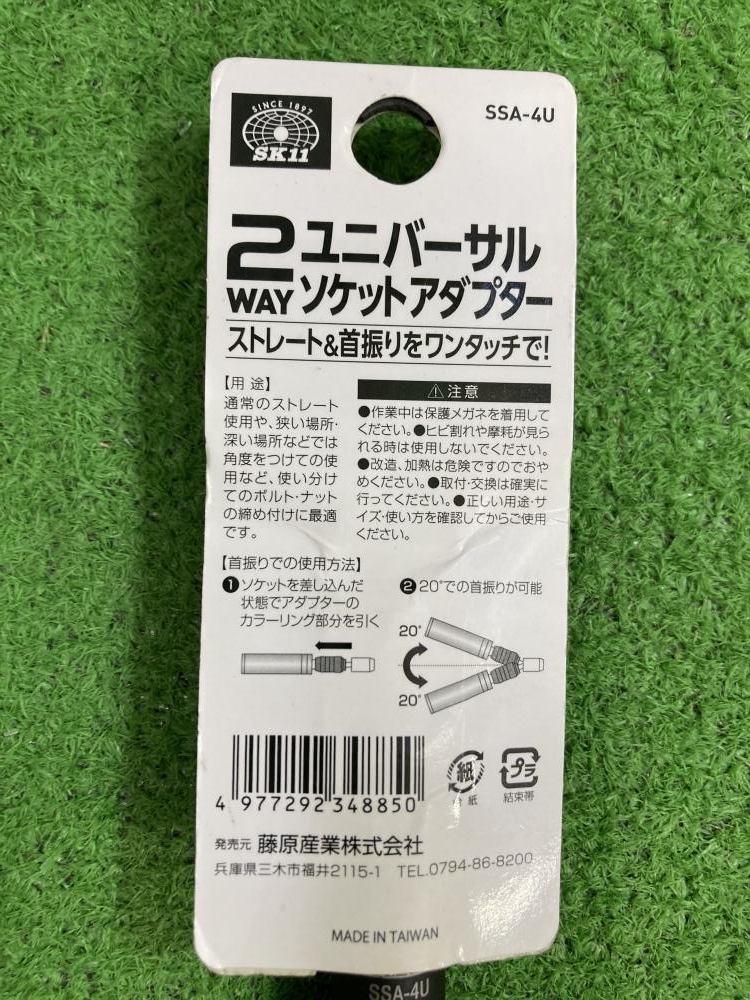 SINCE 1897
SK11
SSA-4U
2 ユニバーサル
WAY ソケットアダプター
ストレート&首振りをワンタッチで!
【用途】
通常のストレート
使用や、狭い場所・
深い場所などでは
角度をつけての使
用など、使い分け
てのボルト・ナット
の締め付けに最適
です。
⚠注意
●作業中は保護メガネを着用して
ください。●ヒビ割れや摩耗が見ら
れる時は使用しないでください。
●改造、加熱は危険ですのでおや
めください。●取付・交換は確実に
行ってください。●正しい用途・サ
イズ・使い方を確認してからご使用
ください。
【首振りでの使用方法】
❶ソケットを差し込んだ
状態でアダプターの
カラーリング部分を引く
❷20°での首振りが可能
20°
20°
4 977292 348850
紙
台紙
プラ
結束帯
発売元 藤原産業株式会社
兵庫県三木市福井2115-1 TEL.0794-86-8200
MADE IN TAIWAN
SSA-4U